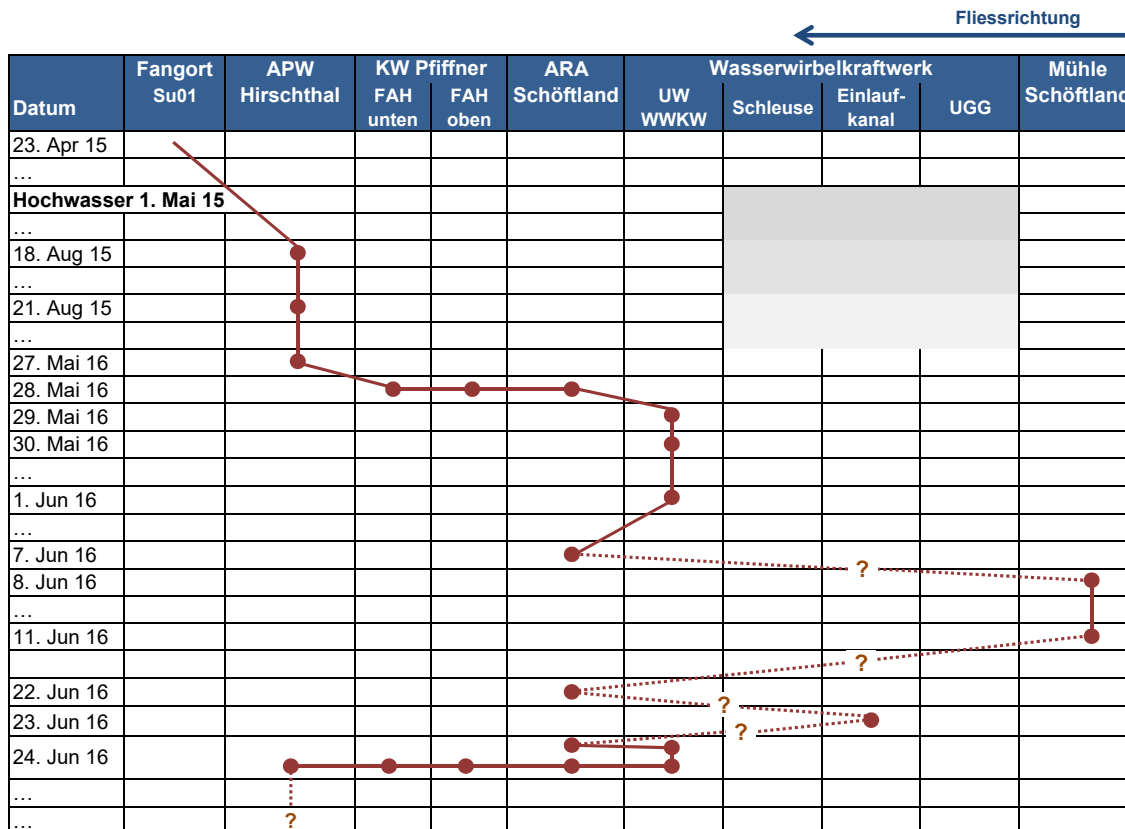 Fliessrichtung
Datum
Fangort
Su01
APW
Hirschthal
KW Pfiffner
FAH
unten
FAH
oben
ARA
Schöftland
Wasserwirbelkraftwerk
UW
WWKW
Schleuse
Einlauf-
kanal
UGG
Mühle
Schöftland
23. Apr 15
...
Hochwasser 1. Mai 15
...
18. Aug 15
...
21. Aug 15
...
27. Mai 16
28. Mai 16
29. Mai 16
30. Mai 16
...
1. Jun 16
...
7. Jun 16
?
8. Jun 16
...
11. Jun 16
?
22. Jun 16
?
23. Jun 16
?
24. Jun 16
...
...
?